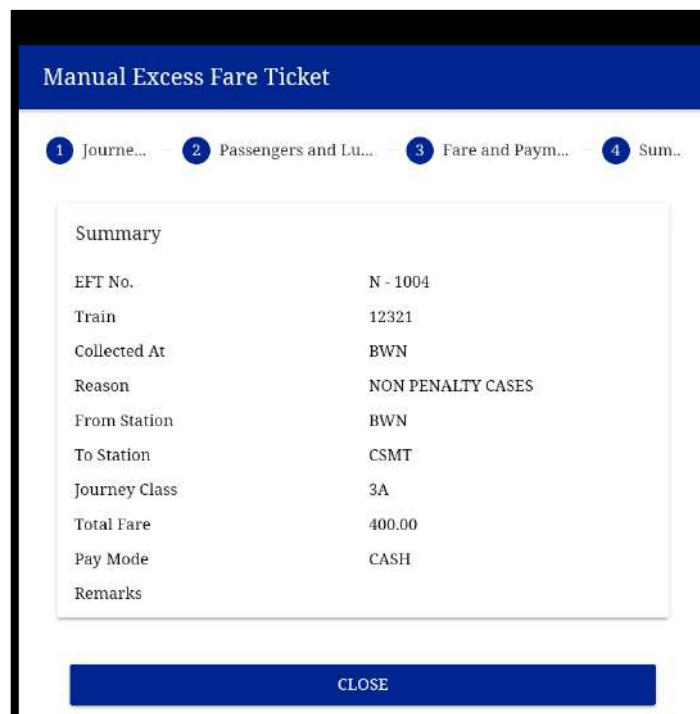 Manual Excess Fare Ticket
1 Journe... 2 Passengers and Lu... 3 Fare and Paym... 4 Sum..
Summary
EFT No. N - 1004
Train 12321
Collected At BWN
Reason NON PENALTY CASES
From Station BWN
To Station CSMT
Journey Class 3A
Total Fare 400.00
Pay Mode CASH
Remarks
CLOSE